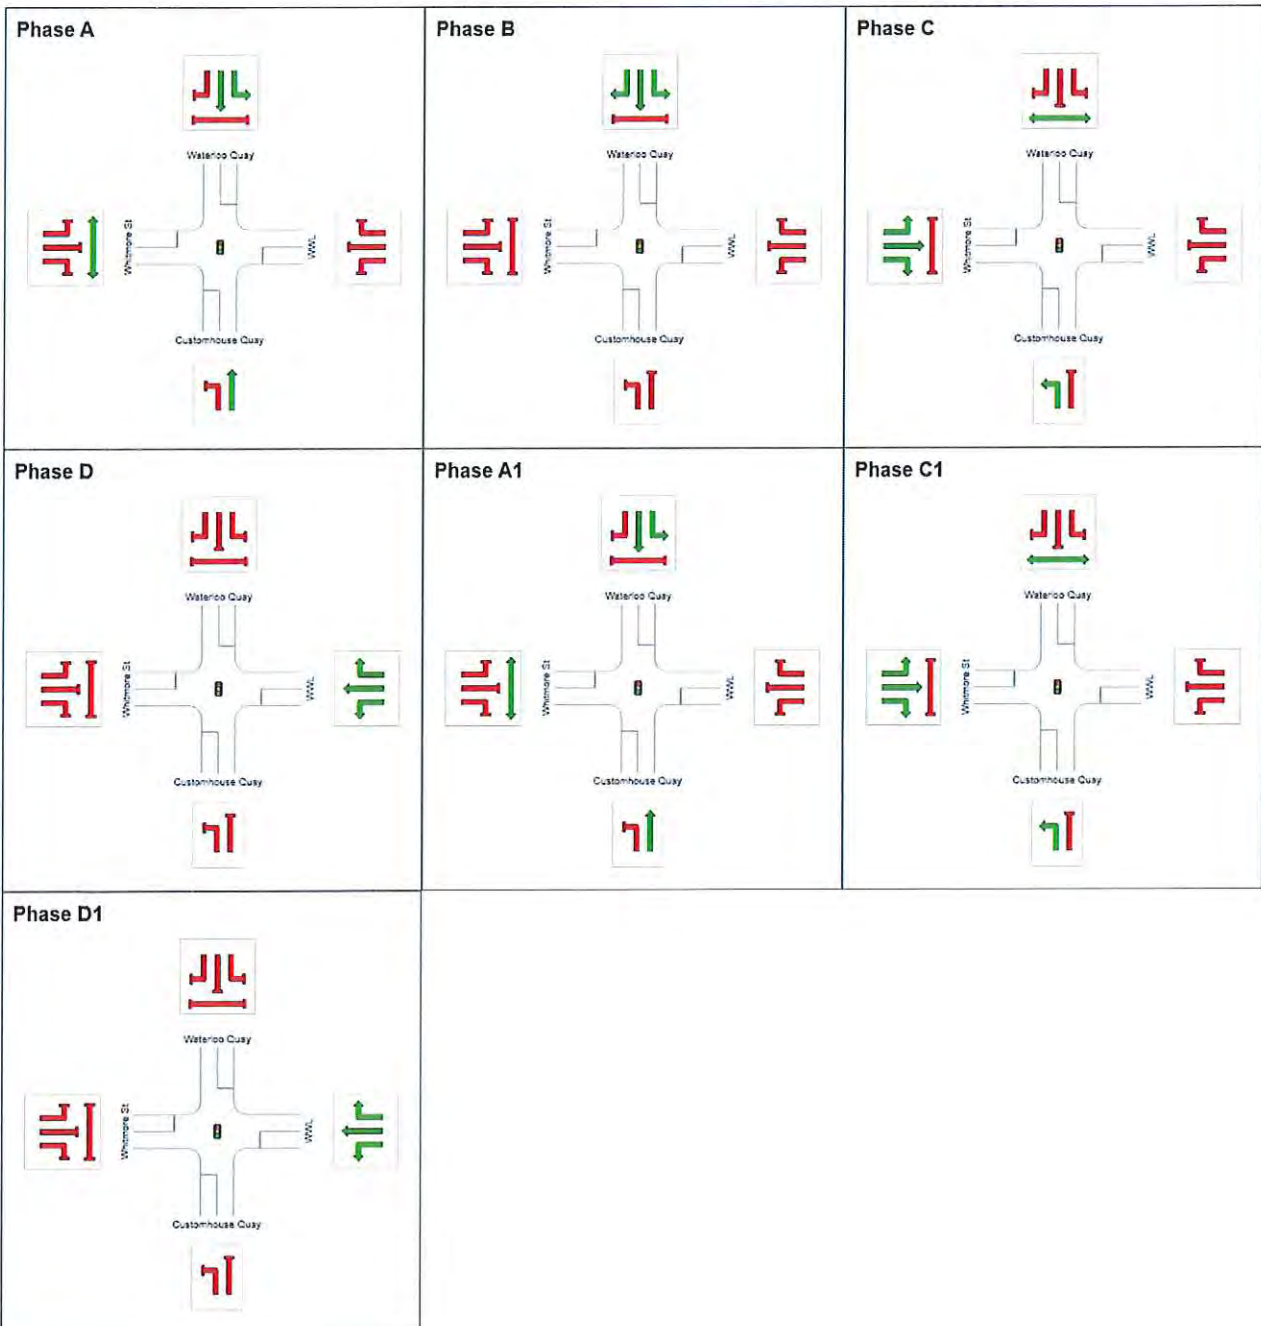 Phase A
Waterloo Quay
Whitmore St
WWL
Customhouse Quay
Phase B
Waterloo Quay
Whitmore St
WWL
Customhouse Quay
Phase C
Waterloo Quay
Whitmore St
WWL
Customhouse Quay
Phase D
Waterloo Quay
Whitmore St
WWL
Customhouse Quay
Phase A1
Waterloo Quay
Whitmore St
WWL
Customhouse Quay
Phase C1
Waterloo Quay
Whitmore St
WWL
Customhouse Quay
Phase D1
Waterloo Quay
Whitmore St
WWL
Customhouse Quay